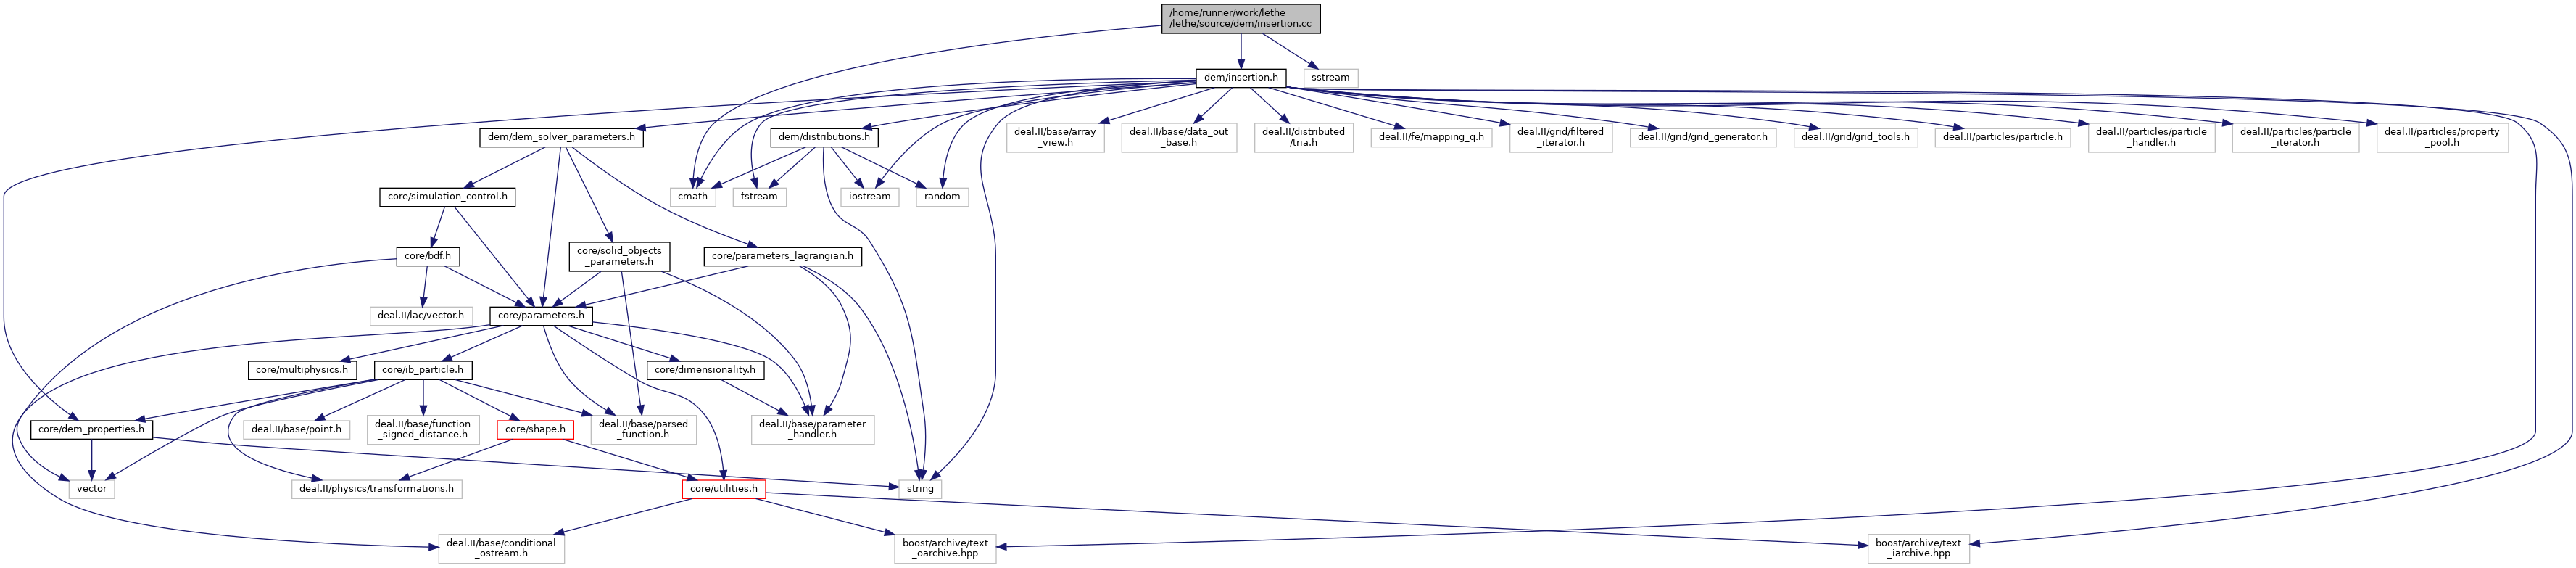 /home/runner/work/lethe
/lethe/source/dem/insertion.cc
dem/insertion.h
sstream
dem/dem_solver_parameters.h
dem/distributions.h
deal.II/base/array
_view.h
deal.II/base/data_out
_base.h
deal.II/distributed
/tria.h
deal.II/fe/mapping_q.h
deal.II/grid/filtered
_iterator.h
deal.II/grid/grid_generator.h
deal.II/grid/grid_tools.h
deal.II/particles/particle.h
deal.II/particles/particle
_handler.h
deal.II/particles/particle
_iterator.h
deal.II/particles/property
_pool.h
core/simulation_control.h
cmath
fstream
iostream
random
core/bdf.h
core/solid_objects
_parameters.h
core/parameters_lagrangian.h
deal.II/lac/vector.h
core/parameters.h
core/multiphysics.h
core/ib_particle.h
core/dimensionality.h
core/dem_properties.h
deal.II/base/point.h
deal.II/base/function
_signed_distance.h
core/shape.h
deal.II/base/parsed
_function.h
deal.II/base/parameter
_handler.h
vector
deal.II/physics/transformations.h
core/utilities.h
string
deal.II/base/conditional
_ostream.h
boost/archive/text
_oarchive.hpp
boost/archive/text
_iarchive.hpp